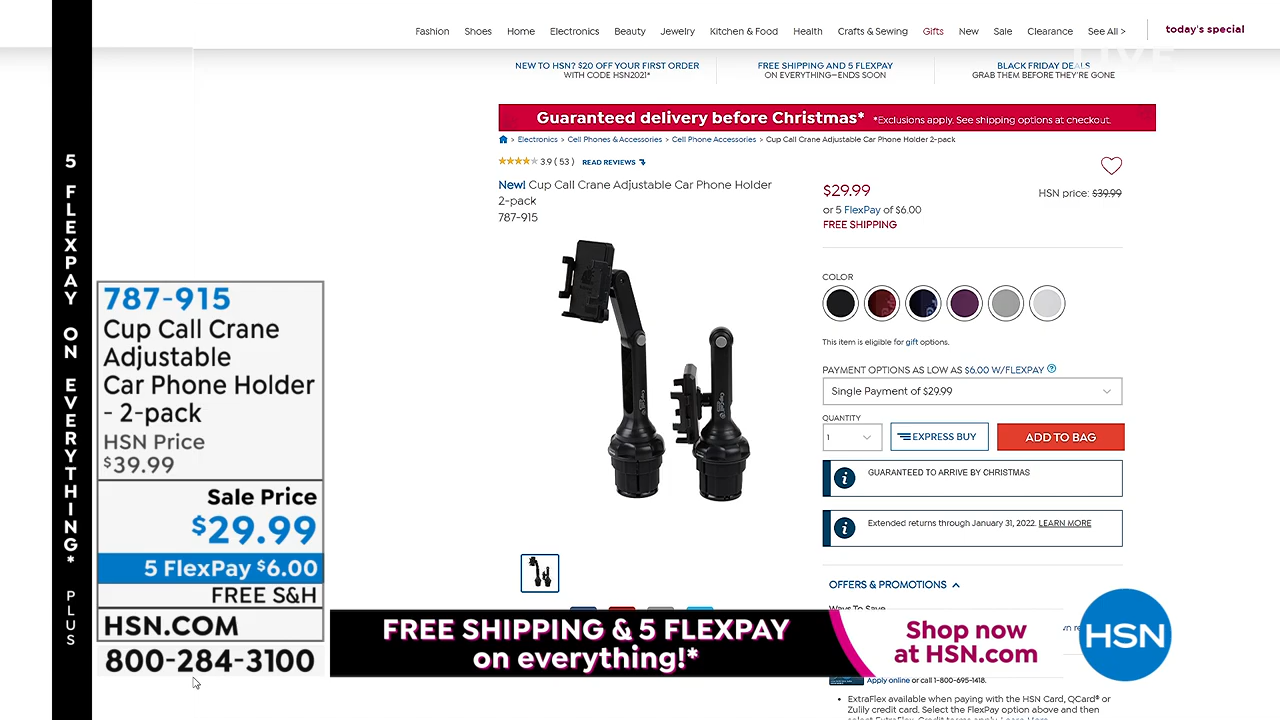 Fashion Shoes Home Electronics Beauty Jewelry Kitchen & Food Health Crafts & Sewing Gifts New Sale Clearance See All > today's special
LIVE
NEW TO HSN? $20 OFF YOUR FIRST ORDER
WITH CODE HSN2021*
FREE SHIPPING AND 5 FLEXPAY
ON EVERYTHING—ENDS SOON
BLACK FRIDAY DEALS
GRAB THEM BEFORE THEY'RE GONE
Guaranteed delivery before Christmas* *Exclusions apply. See shipping options at checkout.
> Electronics > Cell Phones & Accessories > Cell Phone Accessories > Cup Call Crane Adjustable Car Phone Holder 2-pack
3.9 ( 53 ) READ REVIEWS
New! Cup Call Crane Adjustable Car Phone Holder
2-pack
787-915
$29.99
HSN price: $39.99
or 5 FlexPay of $6.00
FREE SHIPPING
COLOR
This item is eligible for gift options.
PAYMENT OPTIONS AS LOW AS $6.00 W/FLEXPAY ?
Single Payment of $29.99
QUANTITY
1
EXPRESS BUY
ADD TO BAG
i GUARANTEED TO ARRIVE BY CHRISTMAS
i Extended returns through January 31, 2022. LEARN MORE
OFFERS & PROMOTIONS
Ways To Save
Apply online or call 1-800-695-1418.
• ExtraFlex available when paying with the HSN Card, QCard® or
Zulily credit card. Select the FlexPay option above and then
select ExtraFlex. Credit terms apply. Learn More
5 FLEXPAY ON EVERYTHING* PLUS
787-915
Cup Call Crane
Adjustable
Car Phone Holder
- 2-pack
HSN Price
$39.99
Sale Price
$29.99
5 FlexPay $6.00
FREE S&H
HSN.COM
800-284-3100
FREE SHIPPING & 5 FLEXPAY
on everything!*
Shop now
at HSN.com
HSN